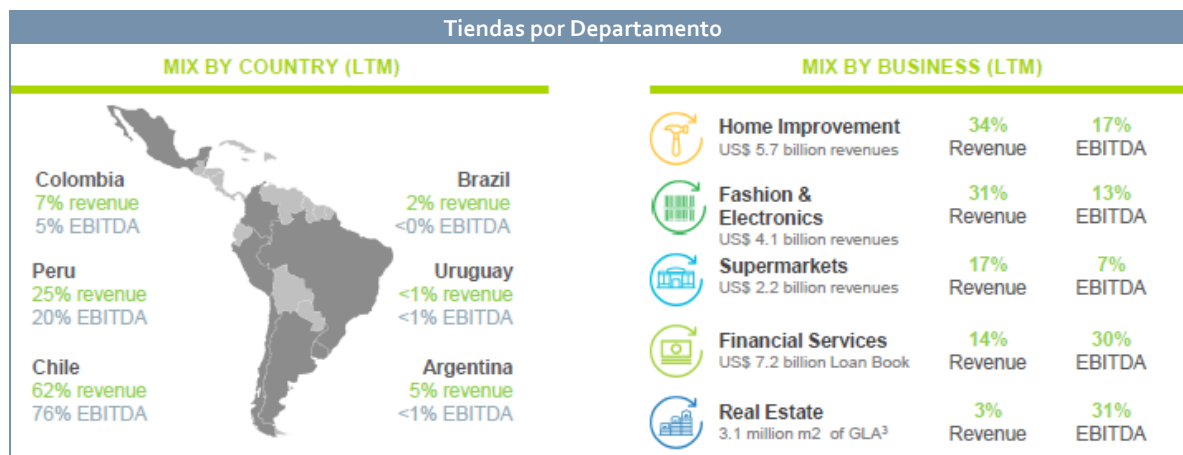 Tiendas por Departamento
MIX BY COUNTRY (LTM)
Colombia
7% revenue
5% EBITDA
Brazil
2% revenue
<0% EBITDA
Peru
25% revenue
20% EBITDA
Uruguay
<1% revenue
<1% EBITDA
Chile
62% revenue
76% EBITDA
Argentina
5% revenue
<1% EBITDA
MIX BY BUSINESS (LTM)
Home Improvement
US$ 5.7 billion revenues
34%
Revenue
17%
EBITDA
Fashion &
Electronics
US$ 4.1 billion revenues
31%
Revenue
13%
EBITDA
Supermarkets
US$ 2.2 billion revenues
17%
Revenue
7%
EBITDA
Financial Services
US$ 7.2 billion Loan Book
14%
Revenue
30%
EBITDA
Real Estate
3.1 million m2 of GLA³
3%
Revenue
31%
EBITDA